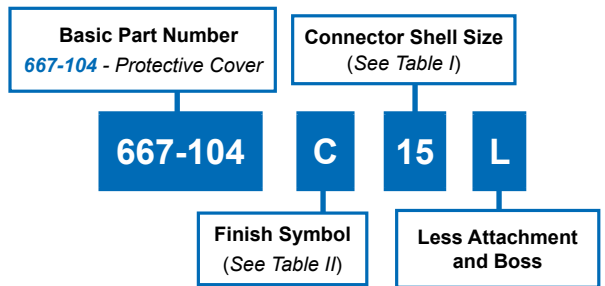 Basic Part Number
667-104 - Protective Cover
Connector Shell Size
(See Table I)
667-104
C
15
L
Finish Symbol
(See Table II)
Less Attachment
and Boss